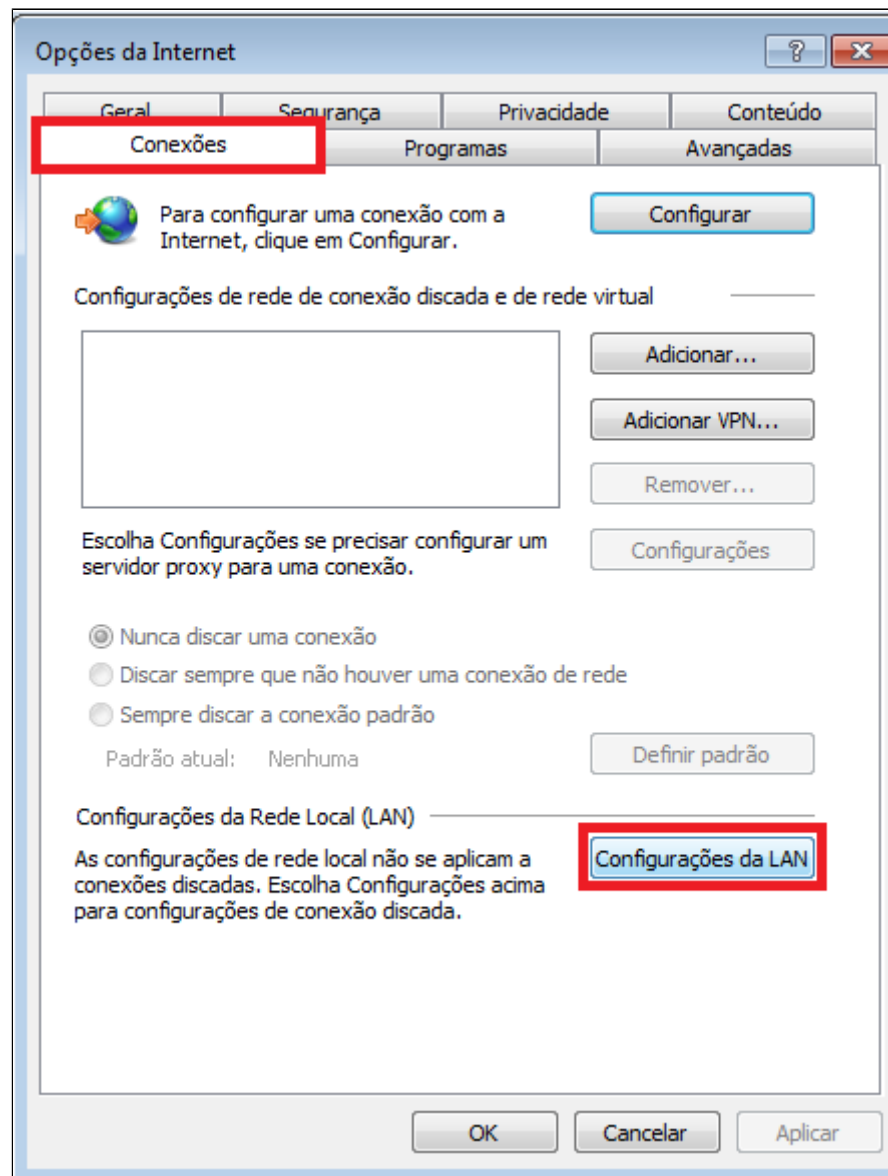 Opções da Internet
Geral Segurança Privacidade Conteúdo
Conexões Programas Avançadas
Para configurar uma conexão com a
Internet, clique em Configurar.
Configurar
Configurações de rede de conexão discada e de rede virtual
Adicionar...
Adicionar VPN...
Remover...
Escolha Configurações se precisar configurar um
servidor proxy para uma conexão.
Configurações
Nunca discar uma conexão
Discar sempre que não houver uma conexão de rede
Sempre discar a conexão padrão
Padrão atual: Nenhuma Definir padrão
Configurações da Rede Local (LAN)
As configurações de rede local não se aplicam a
conexões discadas. Escolha Configurações acima
para configurações de conexão discada.
Configurações da LAN
OK Cancelar Aplicar